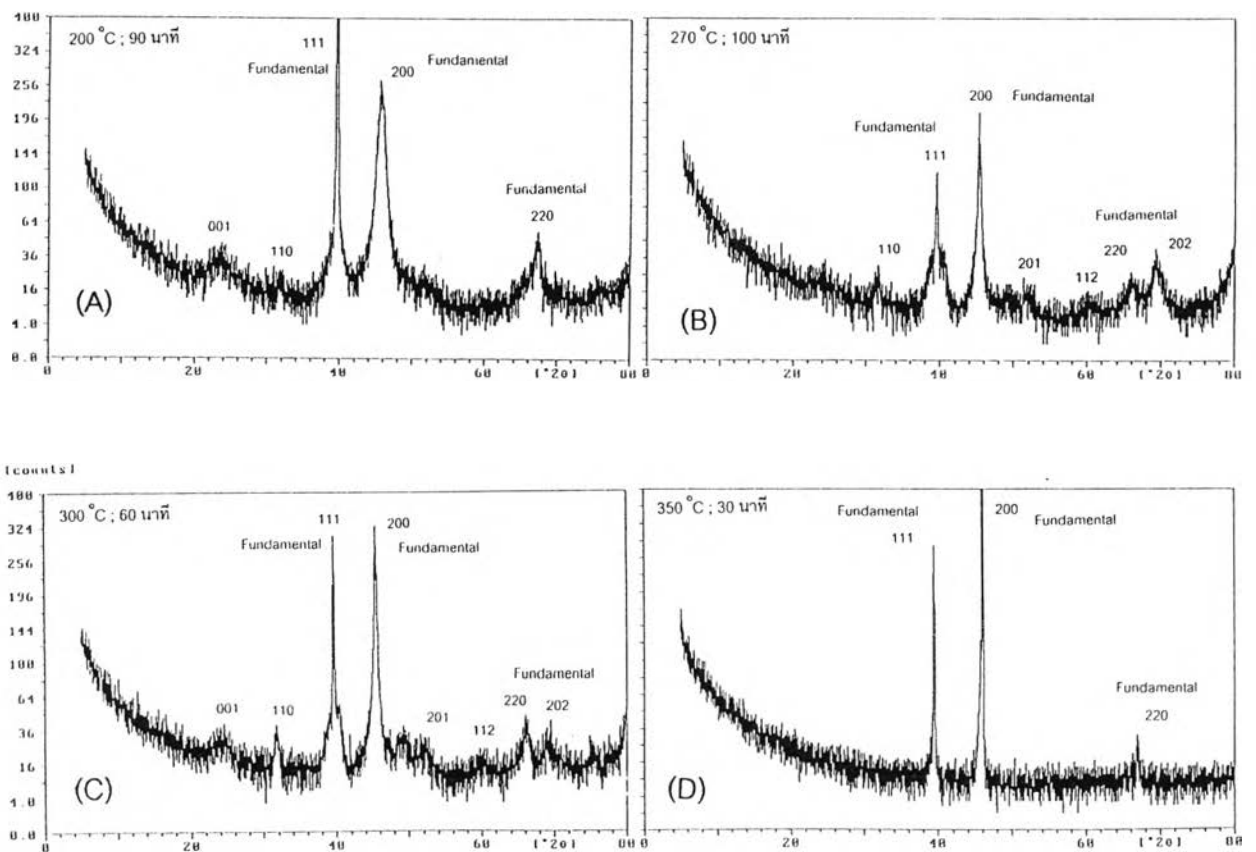 400
324
256
196
144
100
64
36
16
4.0
0.0
200 °C ; 90 นาที
111
Fundamental
200
Fundamental
001
110
Fundamental
220
(A)
20
40
60
[°2θ]
80
270 °C ; 100 นาที
Fundamental
111
200
Fundamental
110
201
112
Fundamental
220
202
(B)
20
40
60
[°2θ]
80
[counts]
400
324
256
196
144
100
64
36
16
4.0
0.0
300 °C ; 60 นาที
111
Fundamental
200
Fundamental
001
110
201
112
Fundamental
220
202
(C)
20
40
60
[°2θ]
80
350 °C ; 30 นาที
Fundamental
111
200
Fundamental
Fundamental
220
(D)
20
40
60
[°2θ]
80